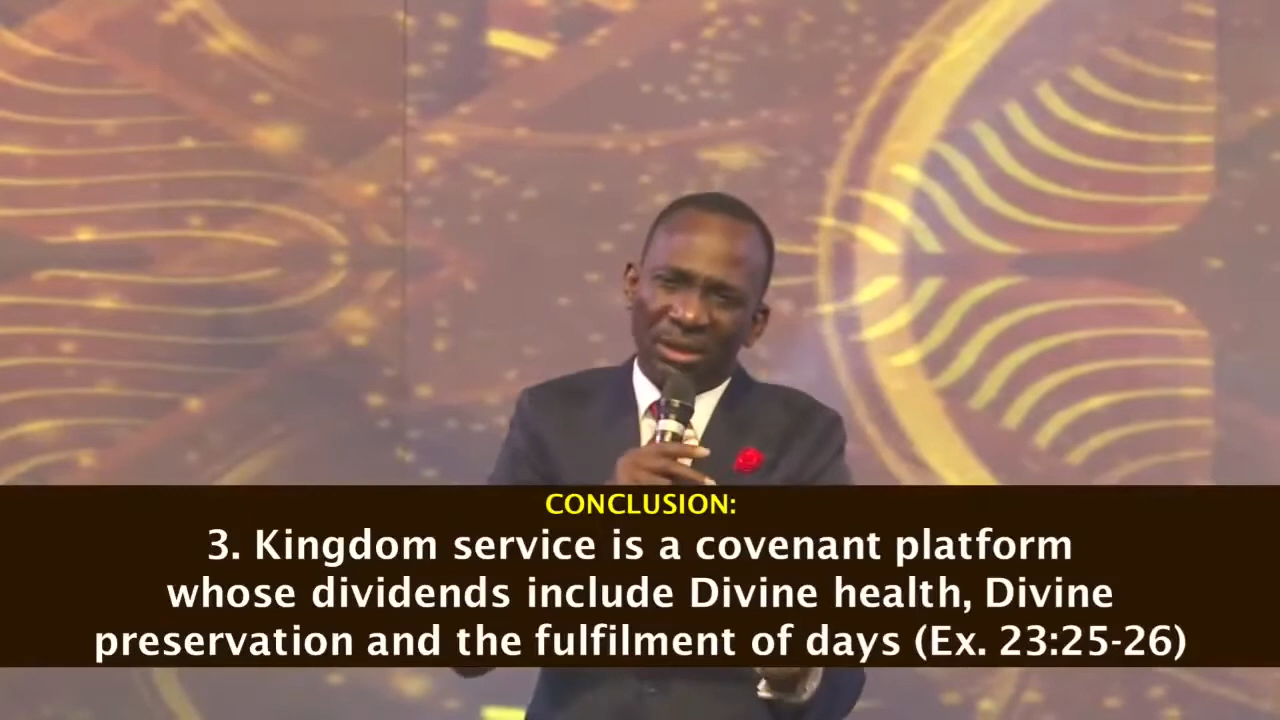 CONCLUSION:
3. Kingdom service is a covenant platform
whose dividends include Divine health, Divine
preservation and the fulfilment of days (Ex. 23:25-26)